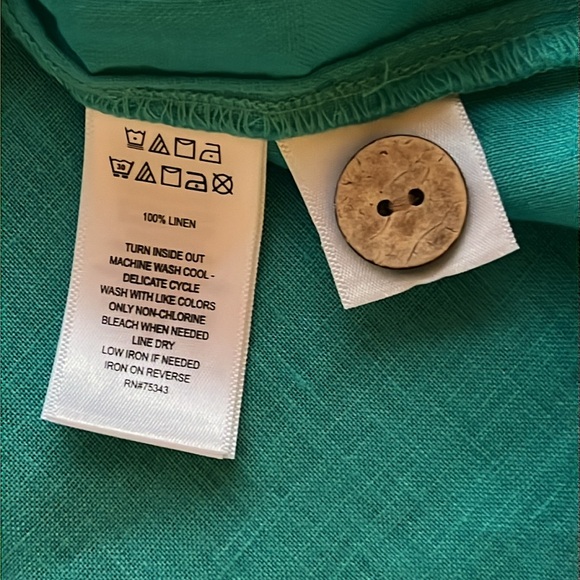 30
100% LINEN
TURN INSIDE OUT
MACHINE WASH COOL -
DELICATE CYCLE
WASH WITH LIKE COLORS
ONLY NON-CHLORINE
BLEACH WHEN NEEDED
LINE DRY
LOW IRON IF NEEDED
IRON ON REVERSE
RN#75343